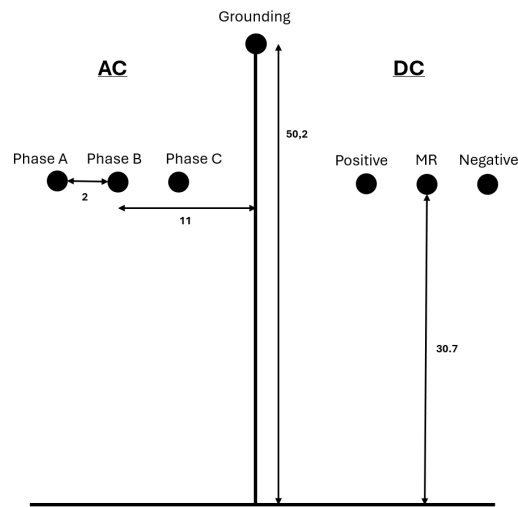 Grounding
AC
DC
50,2
Phase A
Phase B
Phase C
Positive
MR
Negative
2
11
30.7